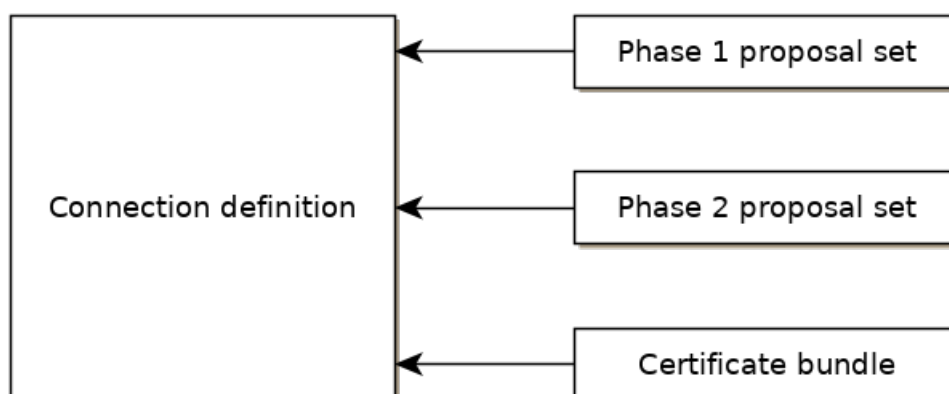 Phase 1 proposal set
Connection definition
Phase 2 proposal set
Certificate bundle